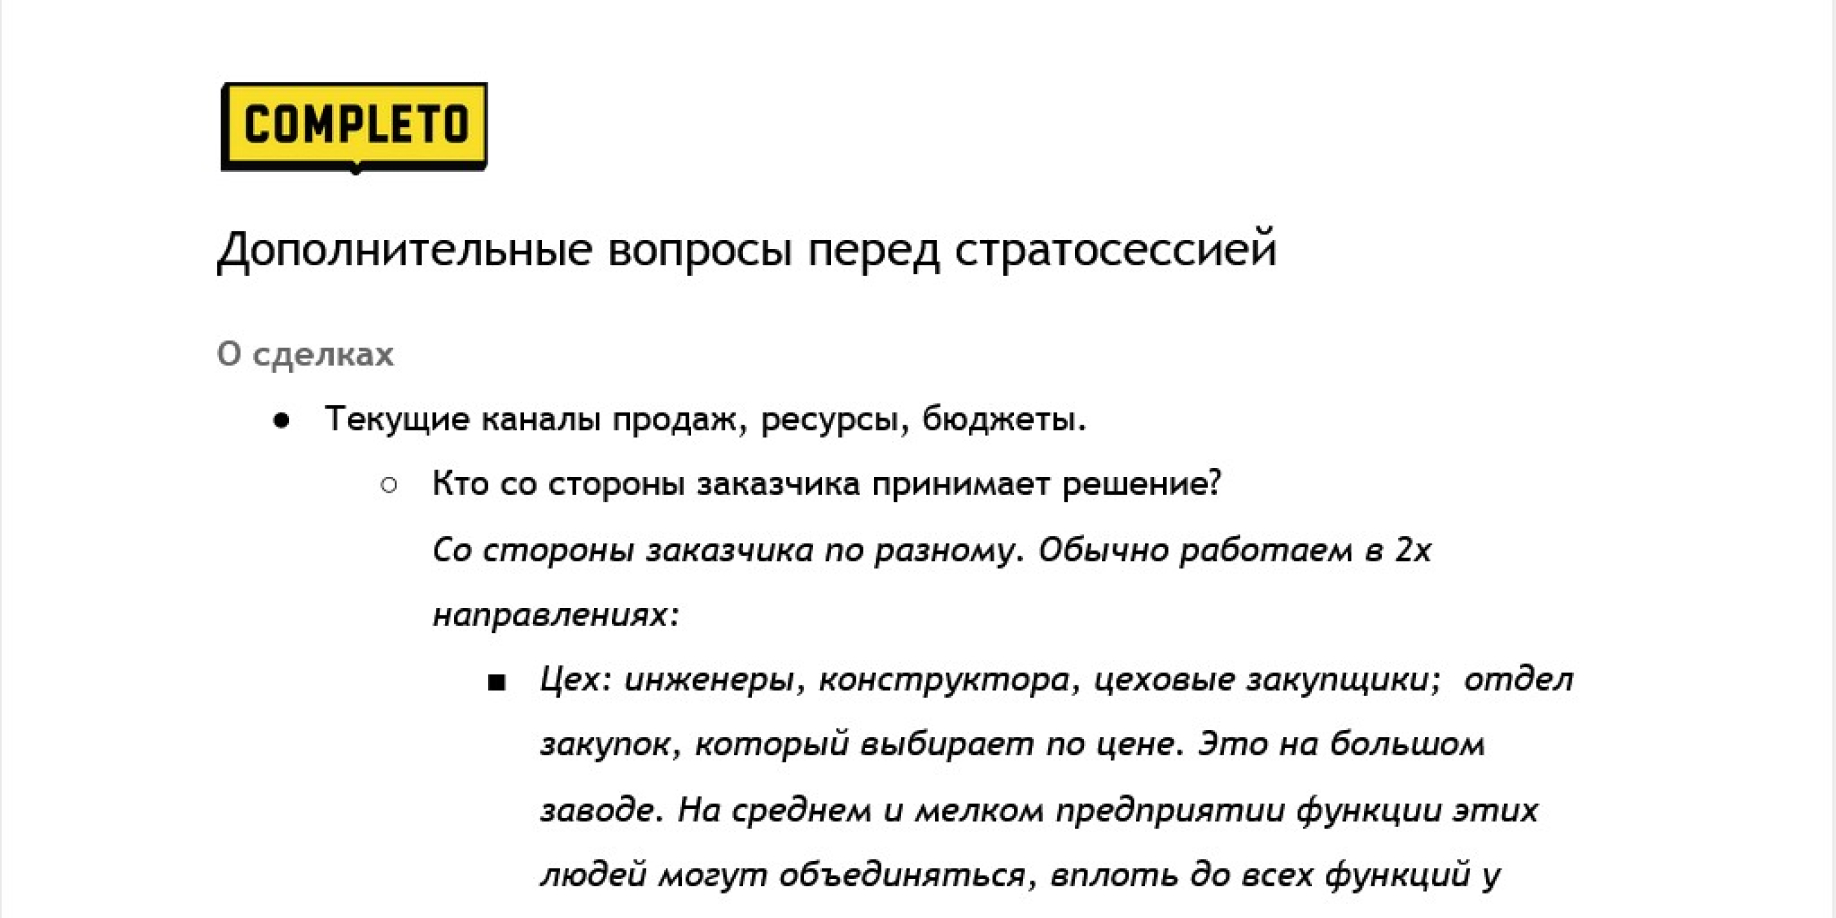 COMPLETO
Дополнительные вопросы перед стратосессией
О сделках
● Текущие каналы продаж, ресурсы, бюджеты.
○ Кто со стороны заказчика принимает решение?
Со стороны заказчика по разному. Обычно работаем в 2х
направлениях:
■ Цех: инженеры, конструктора, цеховые закупщики;  отдел
закупок, который выбирает по цене. Это на большом
заводе. На среднем и мелком предприятии функции этих
людей могут объединяться, вплоть до всех функций у